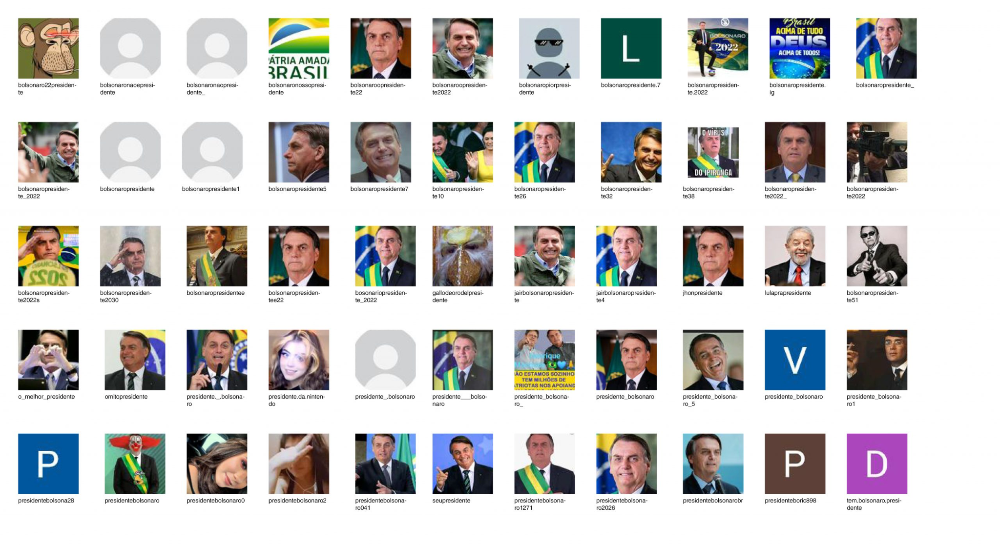 PÁTRIA AMADA
BRASIL
L
BOLSONARO
2022
Brasil
ACIMA DE TUDO
DEUS
ACIMA DE TODOS!
bolsonaro22presiden-
te
bolsonaronaoepresi-
dente
bolsonaronaopresi-
dente_
bolsonaronossopresi-
dente
bolsonaroopresiden-
te22
bolsonaroopresiden-
te2022
bolsonaropiorpresi-
dente
bolsonaropresidente.7
bolsonaropresiden-
te.2022
bolsonaropresidente.
ig
bolsonaropresidente_
O VÍRUS
DO IPIRANGA
bolsonaropresiden-
te_2022
bolsonaropresidente
bolsonaropresidente1
bolsonaropresidente5
bolsonaropresidente7
bolsonaropresiden-
te10
bolsonaropresiden-
te26
bolsonaropresiden-
te32
bolsonaropresiden-
te38
bolsonaropresiden-
te2022_
bolsonaropresiden-
te2022
2022
bolsonaropresiden-
te2022s
bolsonaropresiden-
te2030
bolsonaropresidentee
bolsonaropresiden-
tee22
bosonariopresiden-
te_2022
gallodeorodelpresi-
dente
jairbolsonaropresiden-
te
jairbolsonaropresiden-
te4
jhonpresidente
lulaprapresidente
bolsonaropresiden-
te51
Henrique
NÃO ESTAMOS SOZINHO
TEM MILHÕES DE
ATRIOTAS NOS APOIAND
V
o_melhor_presidente
omitopresidente
presidente._.bolsona-
ro
presidente.da.ninten-
do
presidente_.bolsonaro
presidente___bolso-
naro
presidente_bolsona-
ro_
presidente_bolsonaro
presidente_bolsona-
ro_5
presidente_bolsonaro
presidente_bolsona-
ro1
P
P
D
presidentebolsona28
presidentebolsonaro
presidentebolsonaro0
presidentebolsonaro2
presidentebolsona-
ro041
seupresidente
presidentebolsona-
ro1271
presidentebolsona-
ro2026
presidentebolsonarobr
presidenteboric898
tem.bolsonaro.presi-
dente